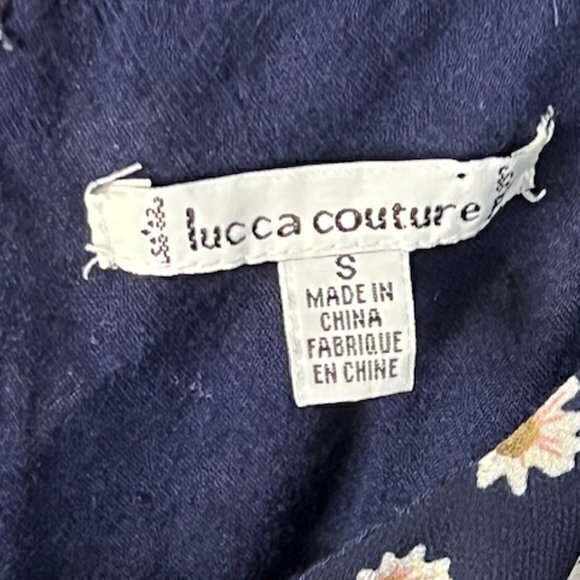 lucca couture
S
MADE IN
CHINA
FABRIQUE
EN CHINE